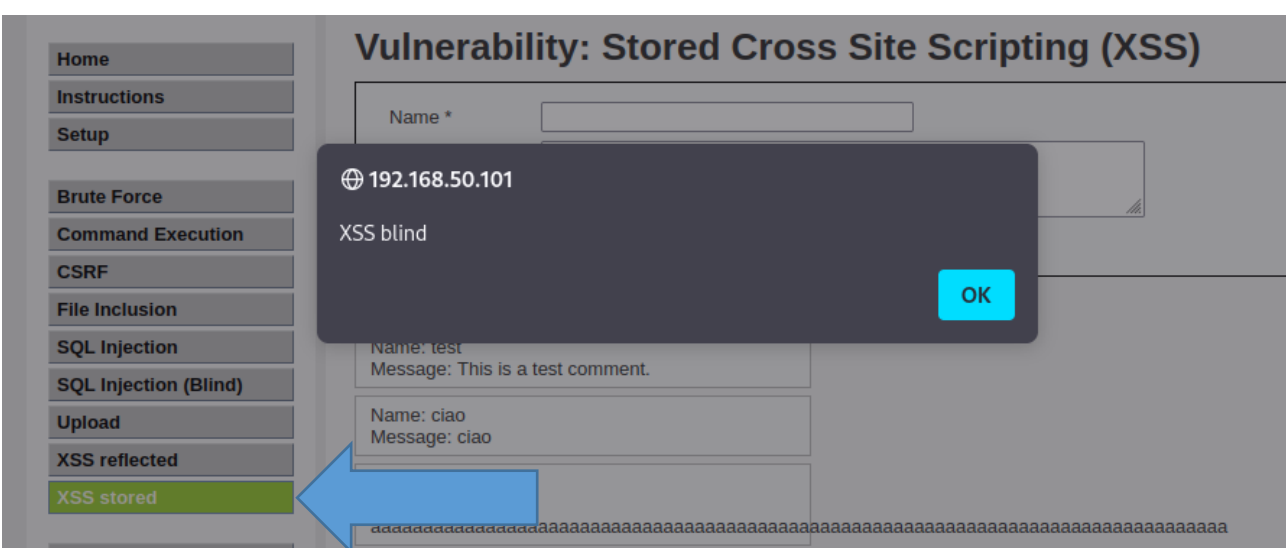 Home
Instructions
Setup
Brute Force
Command Execution
CSRF
File Inclusion
SQL Injection
SQL Injection (Blind)
Upload
XSS reflected
XSS stored
Vulnerability: Stored Cross Site Scripting (XSS)
Name *
192.168.50.101
XSS blind
OK
Name: test
Message: This is a test comment.
Name: ciao
Message: ciao